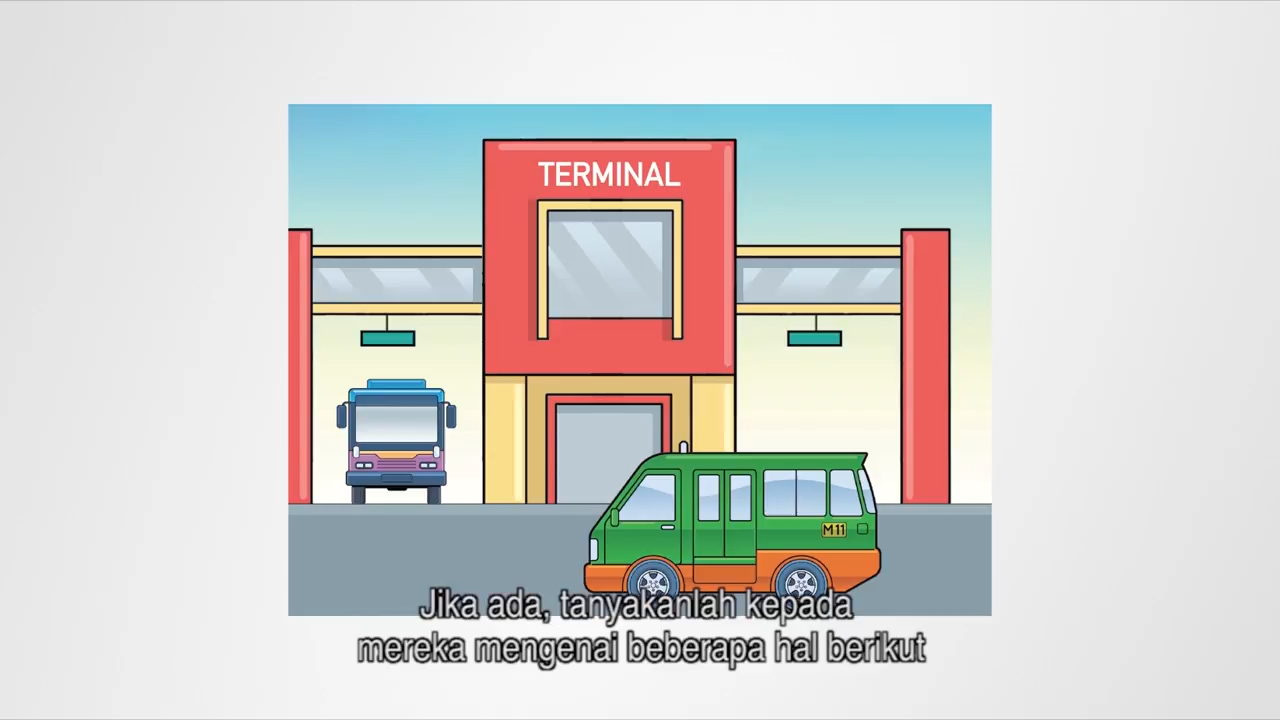 TERMINAL
M11
Jika ada, tanyakanlah kepada
mereka mengenai beberapa hal berikut